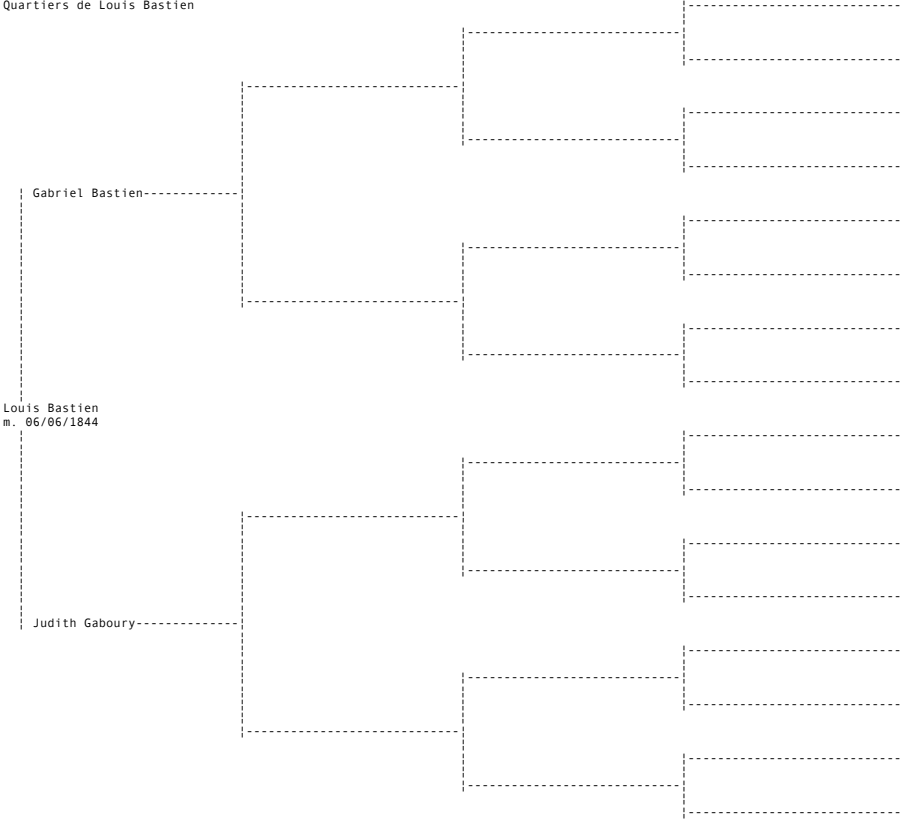 Quartiers de Louis Bastien
Gabriel Bastien
Louis Bastien
m. 06/06/1844
Judith Gaboury